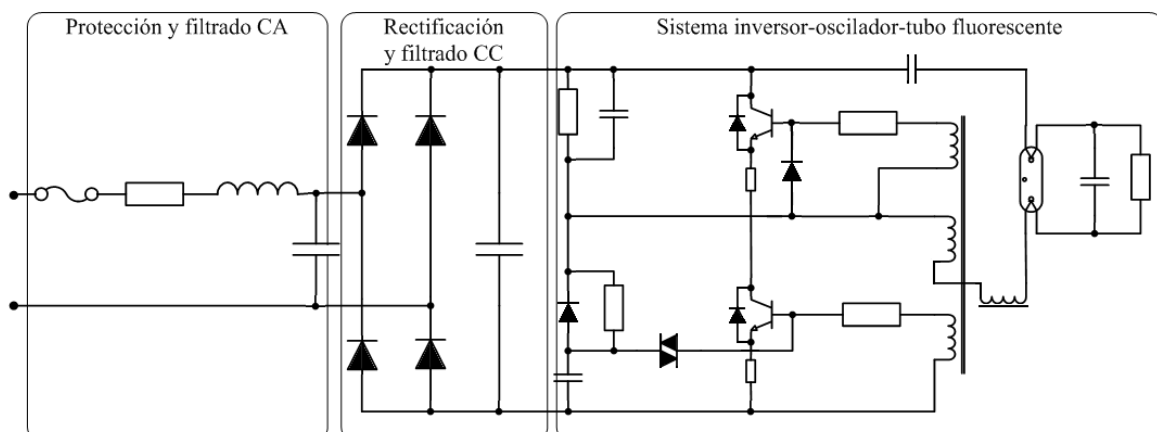 Protección y filtrado CA
Rectificación
y filtrado CC
Sistema inversor-oscilador-tubo fluorescente